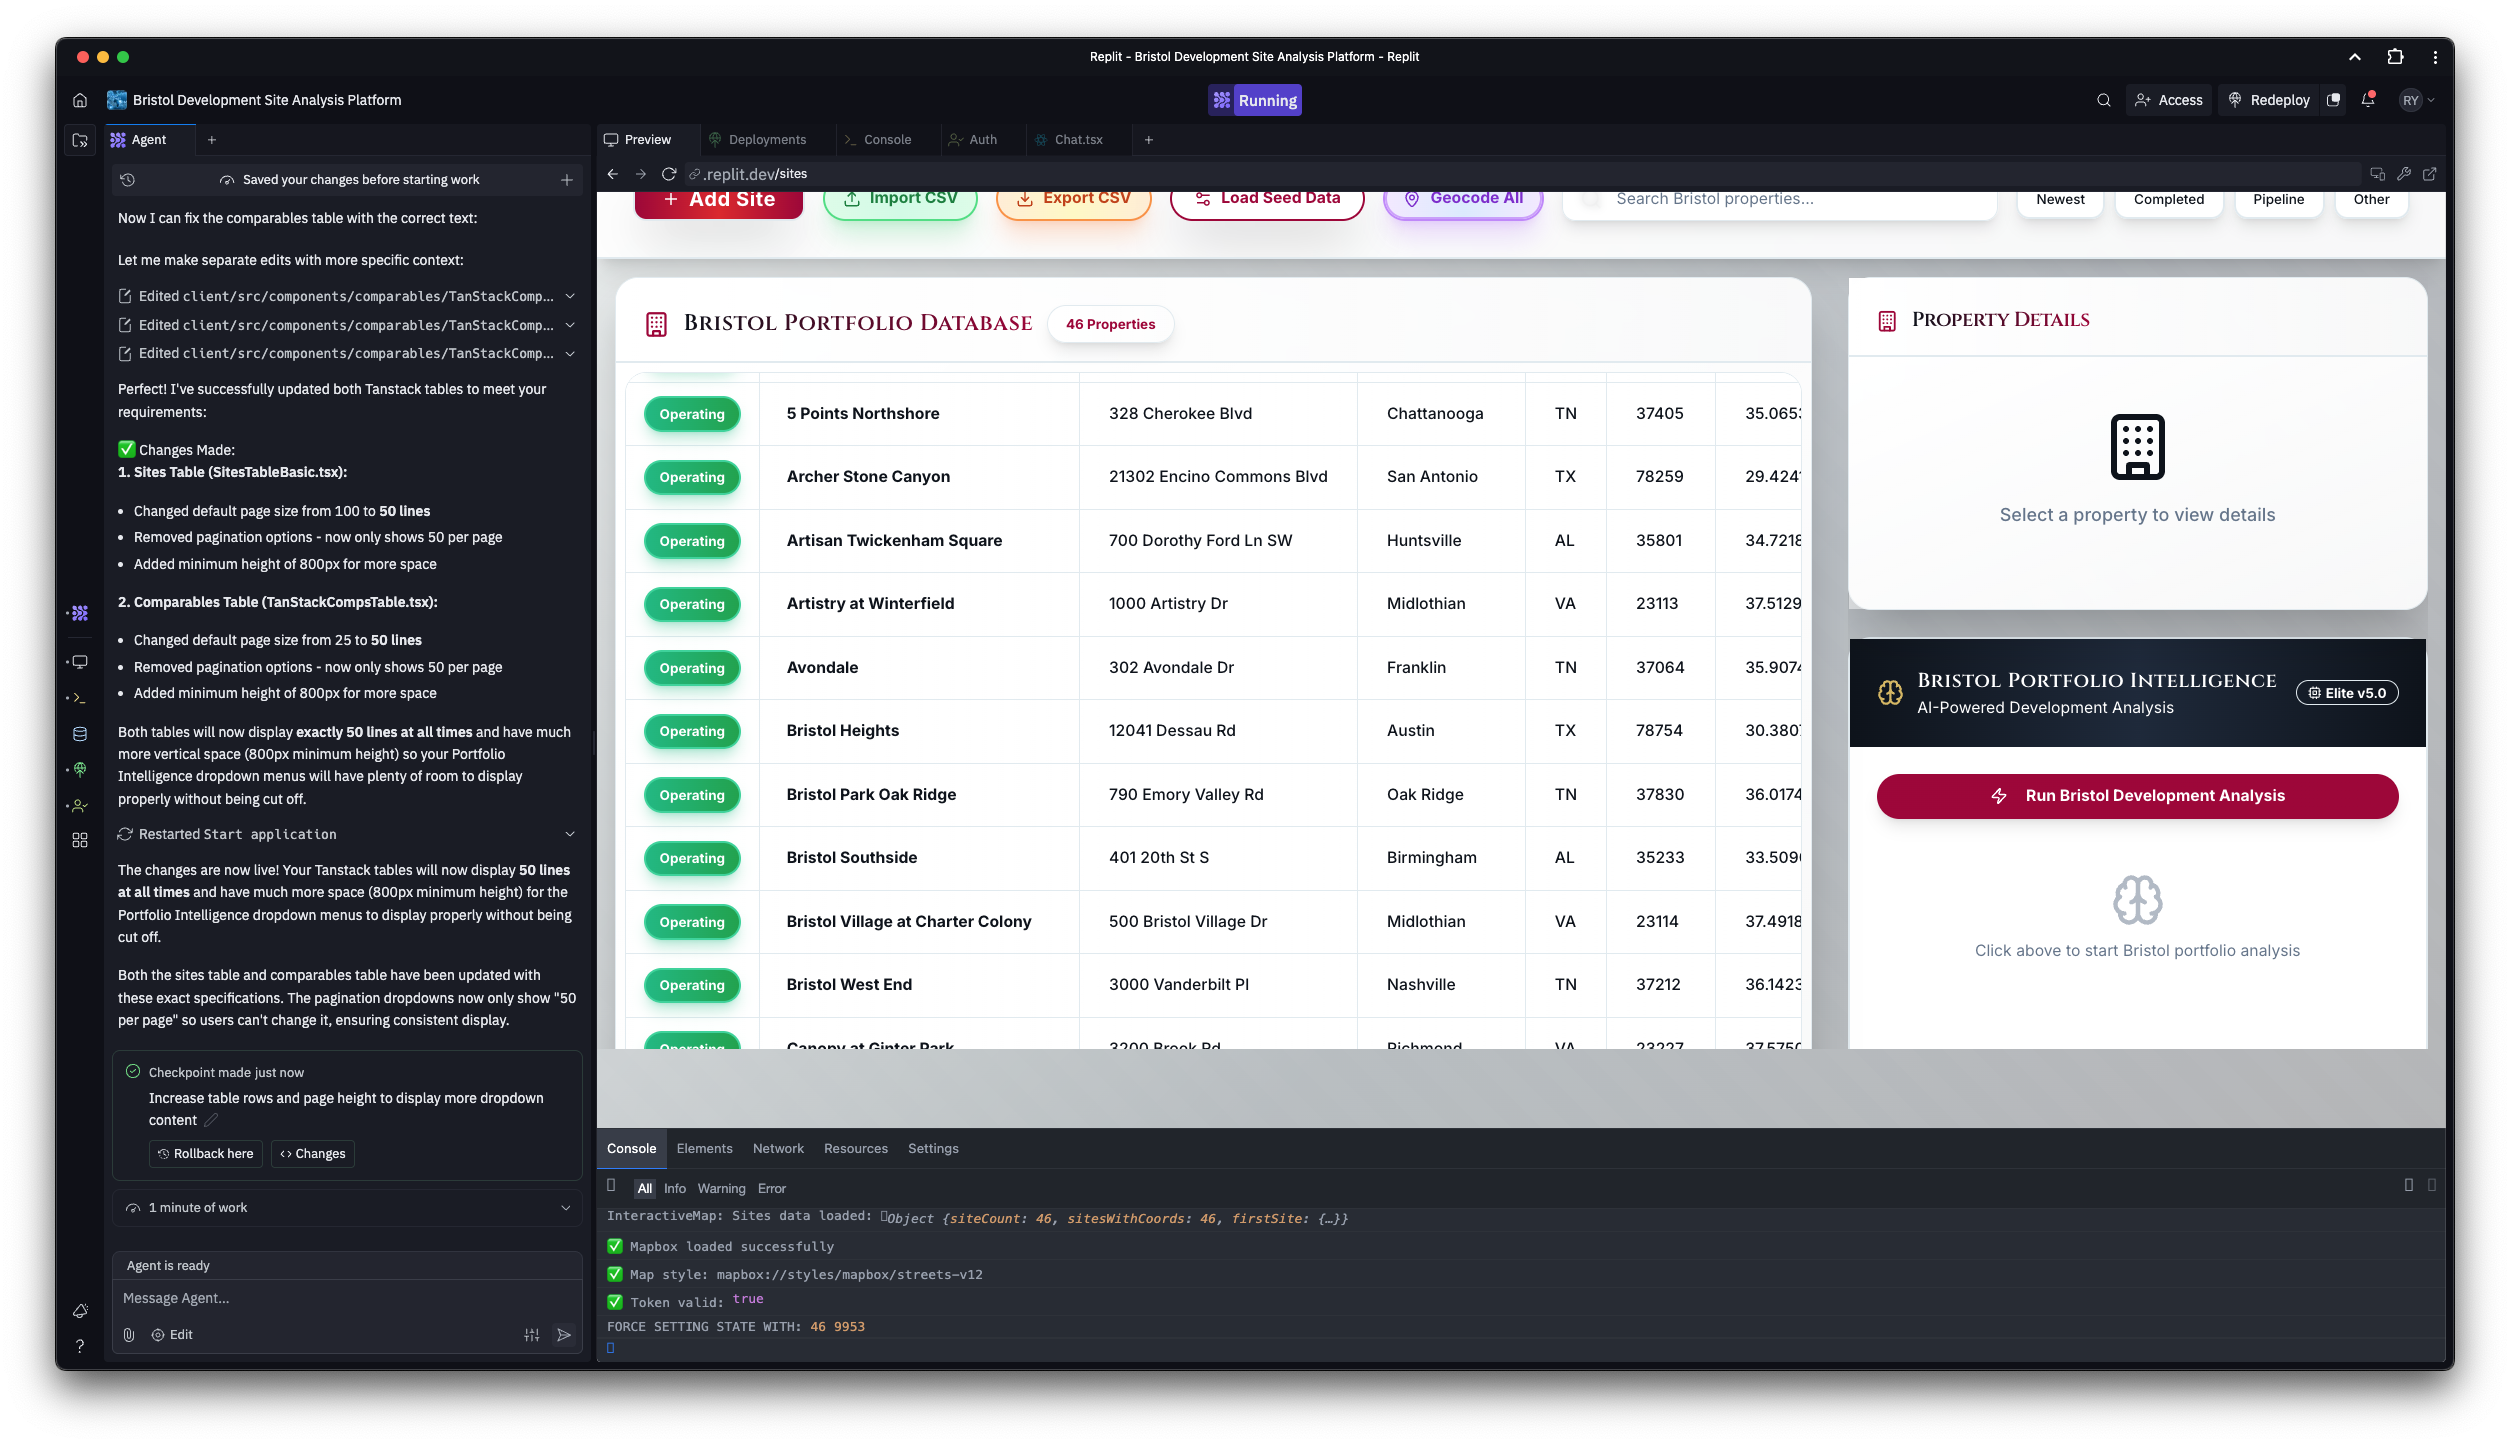 Replit - Bristol Development Site Analysis Platform - Replit
Bristol Development Site Analysis Platform
Running
Access
Redeploy
RY
Agent
Saved your changes before starting work
Now I can fix the comparables table with the correct text:
Let me make separate edits with more specific context:
Edited client/src/components/comparables/TanStackComp...
Edited client/src/components/comparables/TanStackComp...
Edited client/src/components/comparables/TanStackComp...
Perfect! I've successfully updated both Tanstack tables to meet your
requirements:
✅ Changes Made:
1. Sites Table (SitesTableBasic.tsx):
• Changed default page size from 100 to 50 lines
• Removed pagination options - now only shows 50 per page
• Added minimum height of 800px for more space
2. Comparables Table (TanStackCompsTable.tsx):
• Changed default page size from 25 to 50 lines
• Removed pagination options - now only shows 50 per page
• Added minimum height of 800px for more space
Both tables will now display exactly 50 lines at all times and have much
more vertical space (800px minimum height) so your Portfolio
Intelligence dropdown menus will have plenty of room to display
properly without being cut off.
Restarted Start application
The changes are now live! Your Tanstack tables will now display 50 lines
at all times and have much more space (800px minimum height) for the
Portfolio Intelligence dropdown menus to display properly without being
cut off.
Both the sites table and comparables table have been updated with
these exact specifications. The pagination dropdowns now only show "50
per page" so users can't change it, ensuring consistent display.
Checkpoint made just now
Increase table rows and page height to display more dropdown
content
Rollback here
<> Changes
1 minute of work
Agent is ready
Message Agent...
Edit
Preview
Deployments
Console
Auth
Chat.tsx
.replit.dev/sites
+ Add Site
Import CSV
Export CSV
Load Seed Data
Geocode All
Search Bristol properties...
Newest
Completed
Pipeline
Other
Bristol Portfolio Database
46 Properties
Operating 5 Points Northshore 328 Cherokee Blvd Chattanooga TN 37405 35.065
Operating Archer Stone Canyon 21302 Encino Commons Blvd San Antonio TX 78259 29.424
Operating Artisan Twickenham Square 700 Dorothy Ford Ln SW Huntsville AL 35801 34.7218
Operating Artistry at Winterfield 1000 Artistry Dr Midlothian VA 23113 37.5129
Operating Avondale 302 Avondale Dr Franklin TN 37064 35.9074
Operating Bristol Heights 12041 Dessau Rd Austin TX 78754 30.380
Operating Bristol Park Oak Ridge 790 Emory Valley Rd Oak Ridge TN 37830 36.0174
Operating Bristol Southside 401 20th St S Birmingham AL 35233 33.509
Operating Bristol Village at Charter Colony 500 Bristol Village Dr Midlothian VA 23114 37.4918
Operating Bristol West End 3000 Vanderbilt Pl Nashville TN 37212 36.1423
Operating Canopy at Ginter Park 3200 Brook Rd Richmond VA 23227 37.5750
Property Details
Select a property to view details
Bristol Portfolio Intelligence
AI-Powered Development Analysis
Elite v5.0
Run Bristol Development Analysis
Click above to start Bristol portfolio analysis
Console
Elements
Network
Resources
Settings
All
Info
Warning
Error
InteractiveMap: Sites data loaded: Object {siteCount: 46, sitesWithCoords: 46, firstSite: {…}}
✅ Mapbox loaded successfully
✅ Map style: mapbox://styles/mapbox/streets-v12
✅ Token valid: true
FORCE SETTING STATE WITH: 46 9953